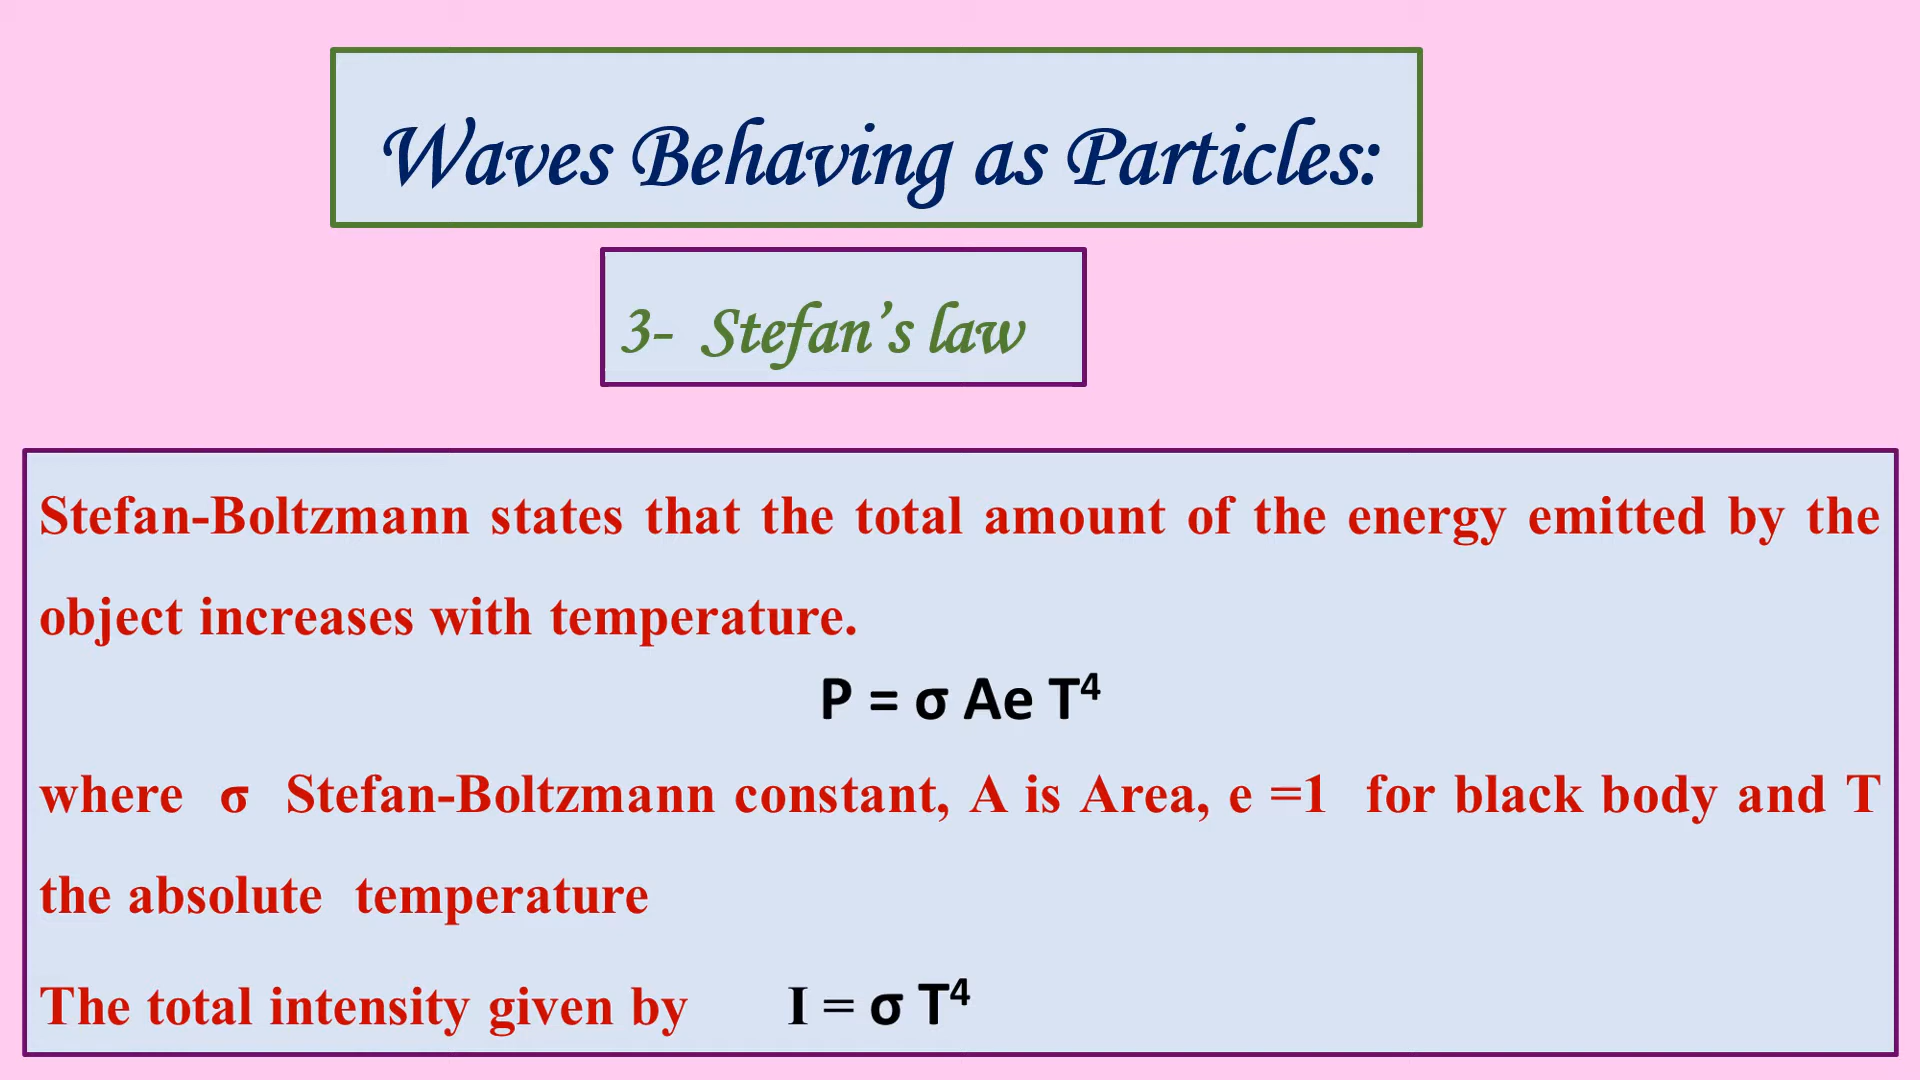 Waves Behaving as Particles:
3- Stefan’s law
Stefan-Boltzmann states that the total amount of the energy emitted by the
object increases with temperature.
P = σ Ae T⁴
where σ Stefan-Boltzmann constant, A is Area, e =1 for black body and T
the absolute temperature
The total intensity given by I = σ T⁴